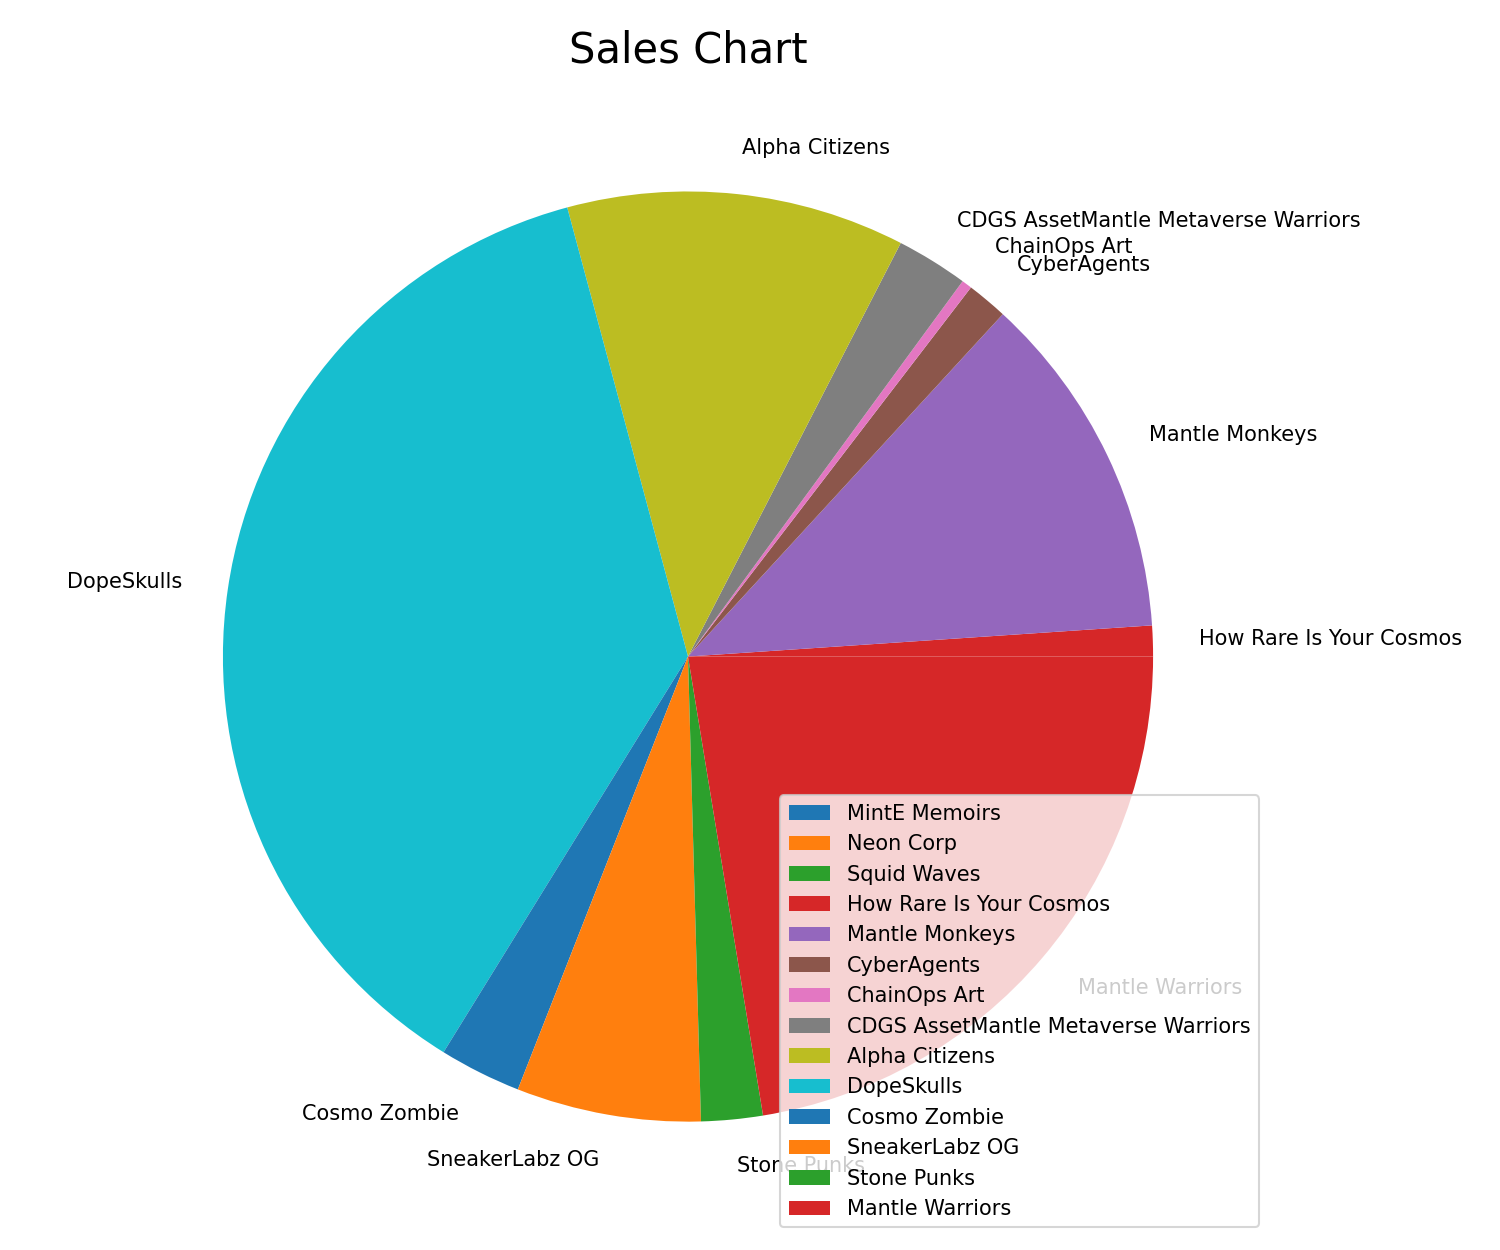 Sales Chart
Alpha Citizens
CDGS AssetMantle Metaverse Warriors
ChainOps Art
CyberAgents
Mantle Monkeys
DopeSkulls
How Rare Is Your Cosmos
Mantle Warriors
Cosmo Zombie
SneakerLabz OG
Stone Punks
MintE Memoirs
Neon Corp
Squid Waves
How Rare Is Your Cosmos
Mantle Monkeys
CyberAgents
ChainOps Art
CDGS AssetMantle Metaverse Warriors
Alpha Citizens
DopeSkulls
Cosmo Zombie
SneakerLabz OG
Stone Punks
Mantle Warriors